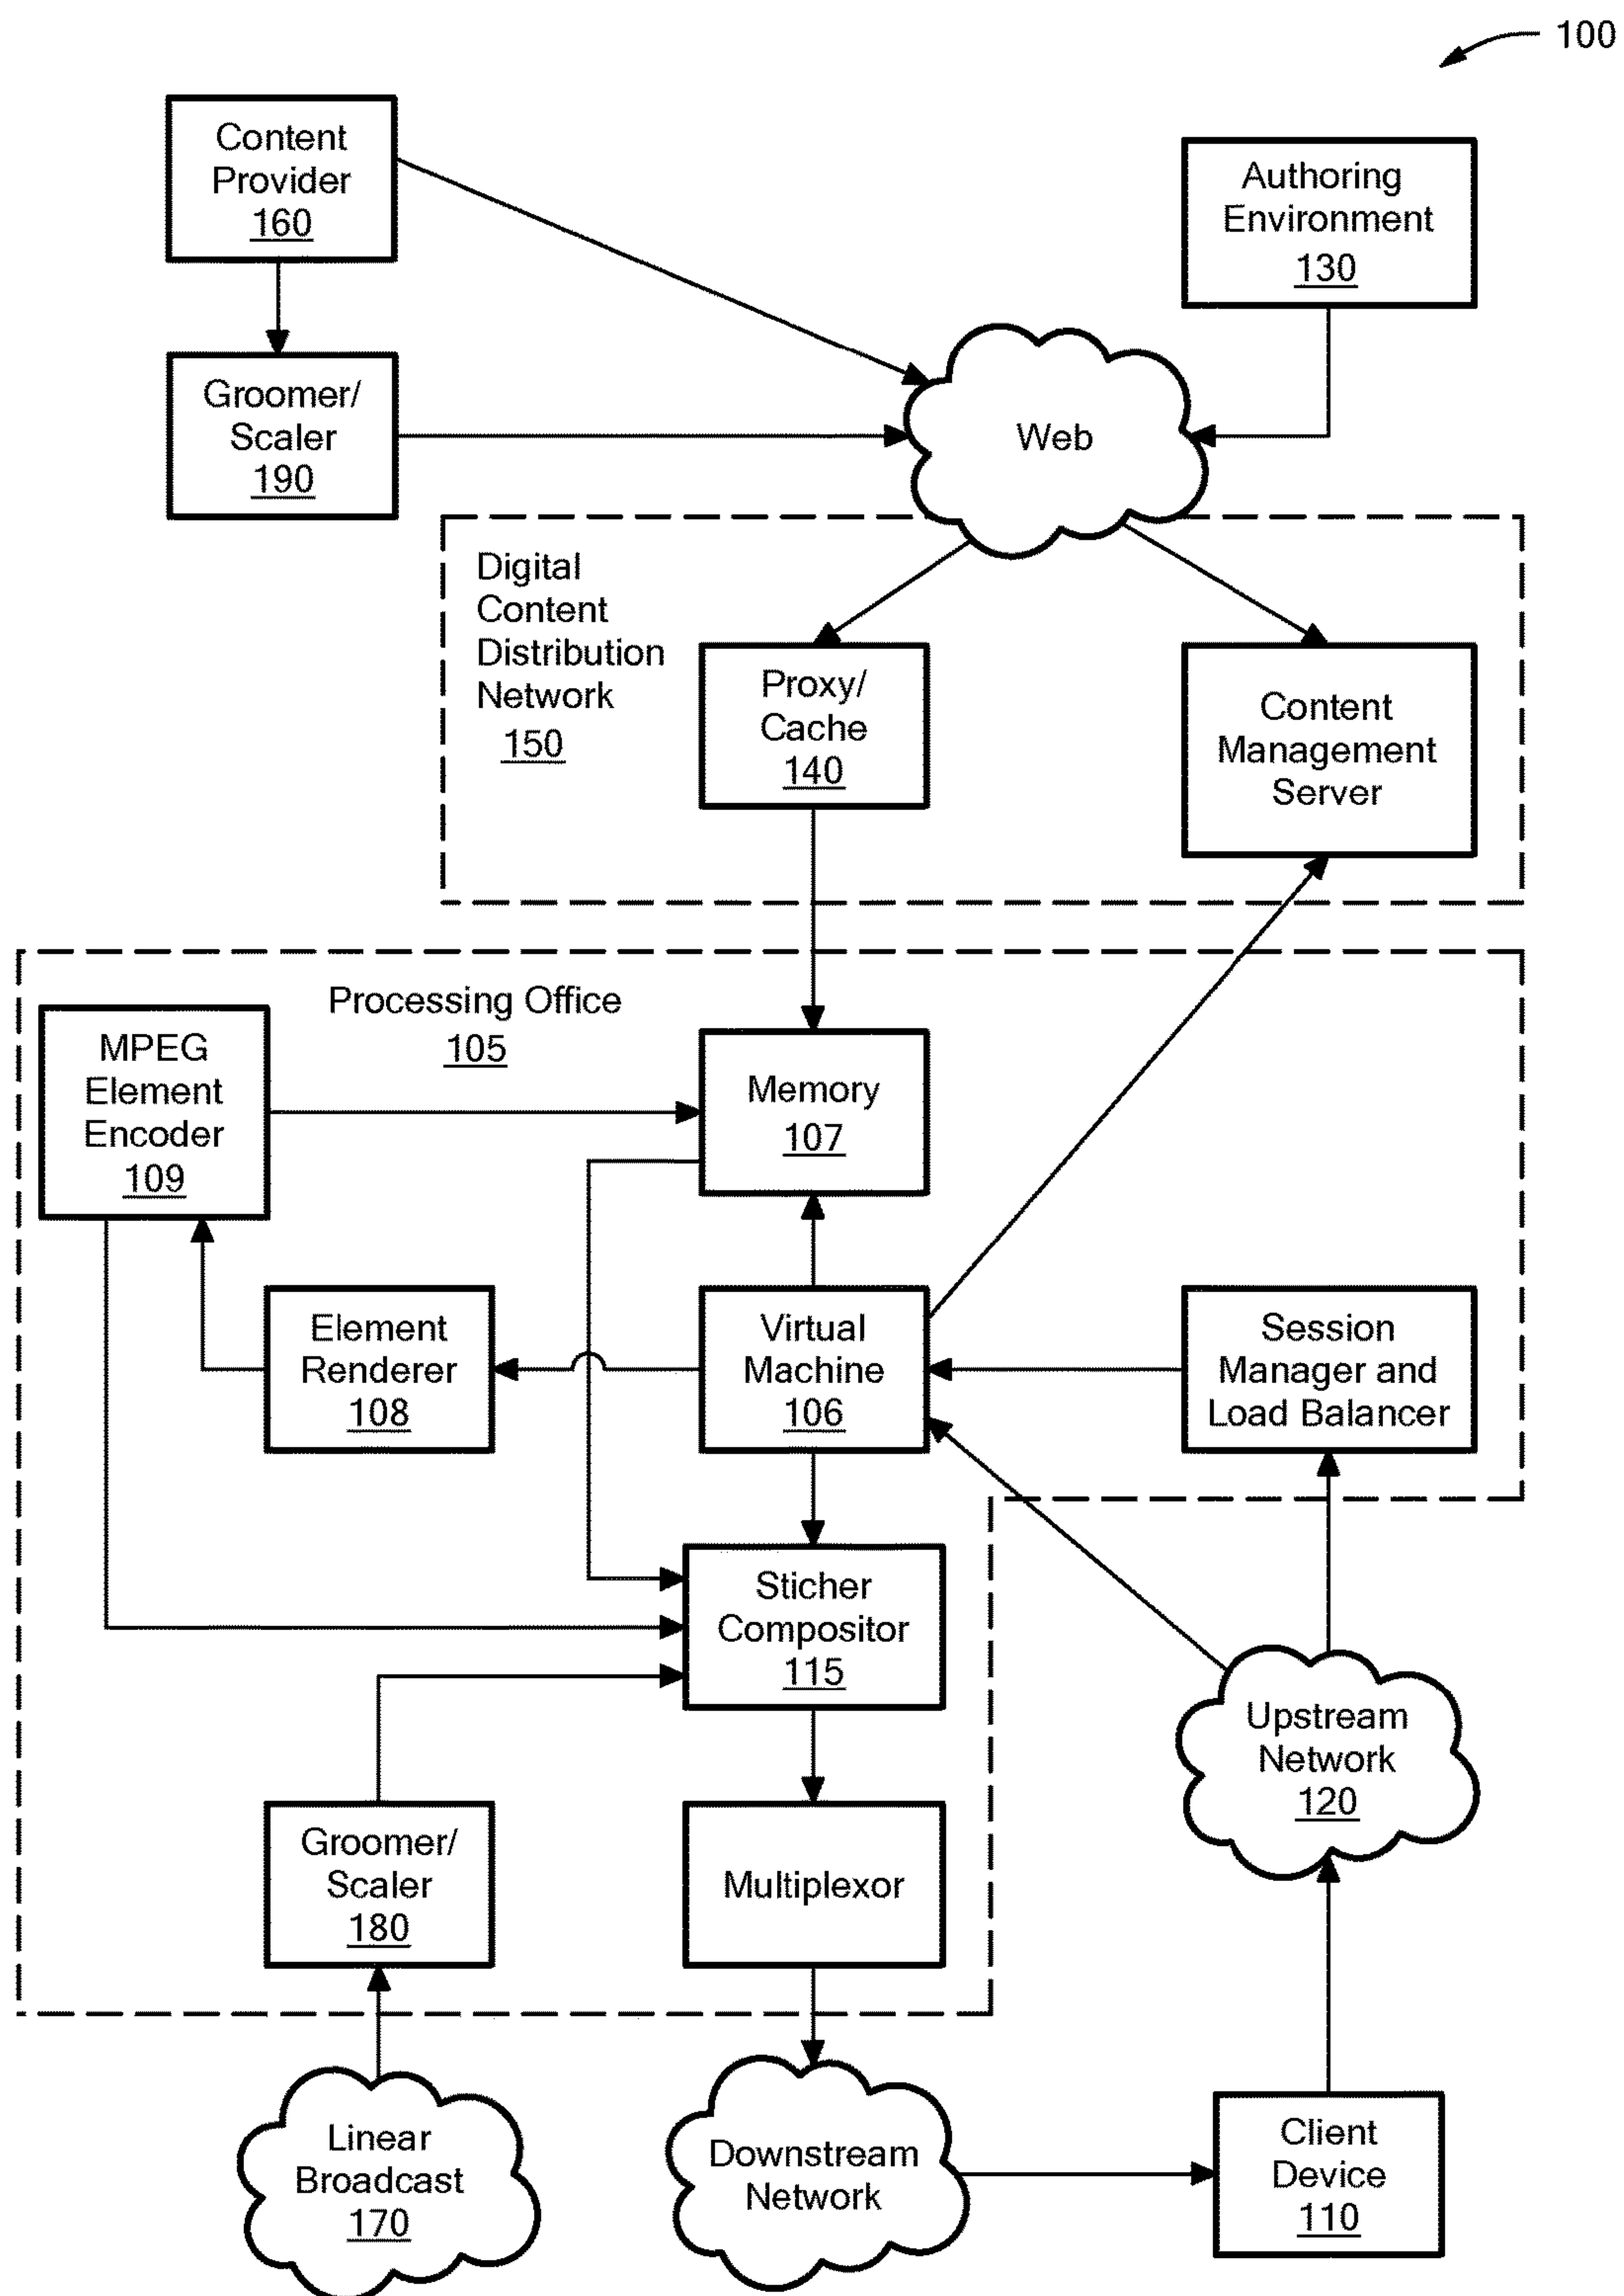 100
Content
Provider
160
Authoring
Environment
130
Groomer/
Scaler
190
Web
Digital
Content
Distribution
Network
150
Proxy/
Cache
140
Content
Management
Server
Processing Office
105
MPEG
Element
Encoder
109
Memory
107
Element
Renderer
108
Virtual
Machine
106
Session
Manager and
Load Balancer
Sticher
Compositor
115
Upstream
Network
120
Groomer/
Scaler
180
Multiplexor
Linear
Broadcast
170
Downstream
Network
Client
Device
110